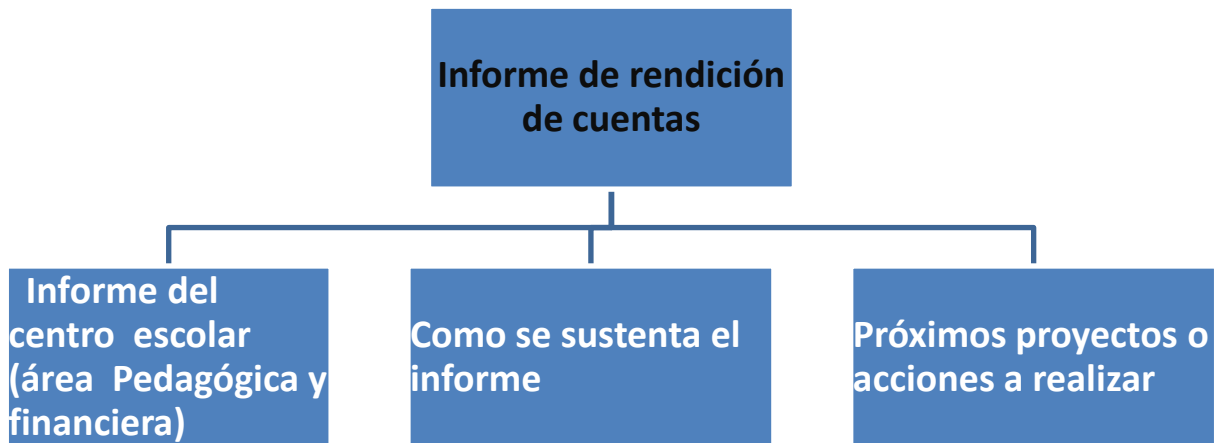 Informe de rendición
de cuentas
Informe del
centro escolar
(área Pedagógica y
financiera)
Como se sustenta el
informe
Próximos proyectos o
acciones a realizar